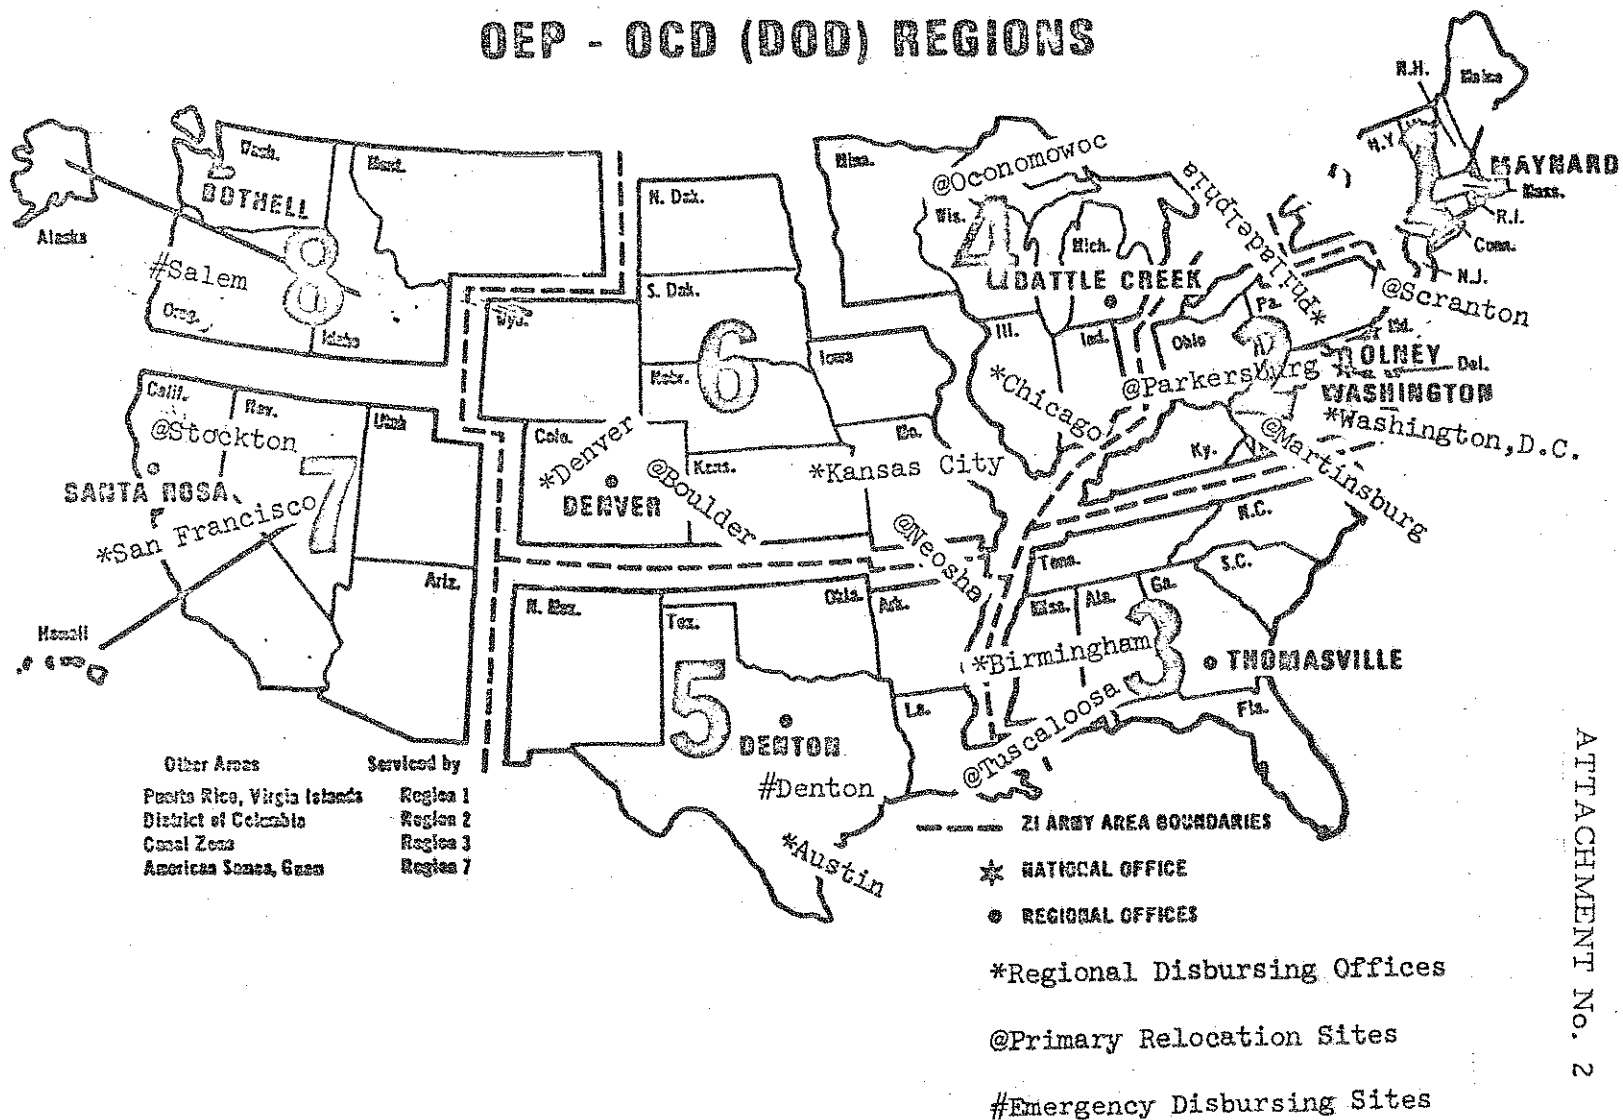 OEP - OCD (DOD) REGIONS
N.H.
Maine
N.Y.
MAYNARD
Mass.
R.I.
Conn.
N.J.
Wash.
Mont.
BOTHELL
Alaska
8
#Salem
Oreg.
Idaho
N. Dak.
S. Dak.
Wyo.
Nebr.
6
Minn.
@Oconomowoc
Wis.
4
Mich.
BATTLE CREEK
*Philadelphia
@Scranton
Pa.
Md.
2
Iowa
Ill.
Ind.
Ohio
OLNEY
Del.
WASHINGTON
*Washington,D.C.
*Chicago
@Parkersburg
@Martinsburg
Calif.
Nev.
Utah
@Stockton
SANTA ROSA
7
*San Francisco
Colo.
*Denver
DENVER
@Boulder
Kans.
Mo.
*Kansas City
@Neosha
Ky.
N.C.
S.C.
Tenn.
Ariz.
Hawaii
N. Mex.
Tex.
Okla.
Ark.
Miss.
Ala.
Ga.
3
*Birmingham
THOMASVILLE
@Tuscaloosa
La.
Fla.
5
DENTON
#Denton
*Austin
Other Areas Serviced by
Puerto Rico, Virgin Islands Region 1
District of Columbia Region 2
Canal Zone Region 3
American Samoa, Guam Region 7
ZI ARMY AREA BOUNDARIES
NATIONAL OFFICE
REGIONAL OFFICES
*Regional Disbursing Offices
@Primary Relocation Sites
#Emergency Disbursing Sites
ATTACHMENT No. 2